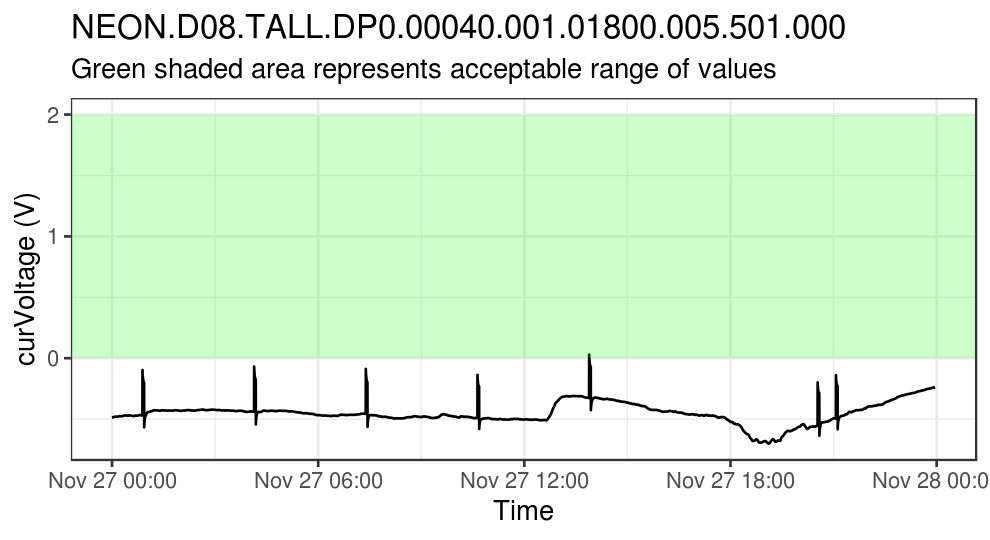 NEON.D08.TALL.DP0.00040.001.01800.005.501.000
Green shaded area represents acceptable range of values
2
1
0
curVoltage (V)
Nov 27 00:00 Nov 27 06:00 Nov 27 12:00 Nov 27 18:00 Nov 28 00:0
Time